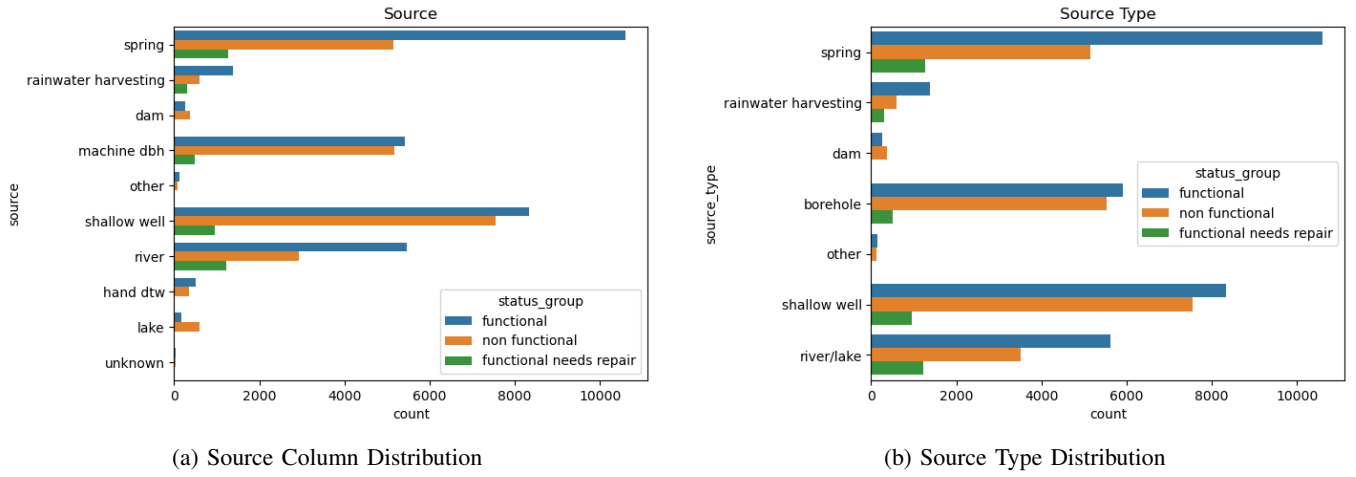 Source
source
spring
rainwater harvesting
dam
machine dbh
other
shallow well
river
hand dtw
lake
unknown
status_group
functional
non functional
functional needs repair
0 2000 4000 6000 8000 10000
count
(a) Source Column Distribution
Source Type
source_type
spring
rainwater harvesting
dam
borehole
other
shallow well
river/lake
status_group
functional
non functional
functional needs repair
0 2000 4000 6000 8000 10000
count
(b) Source Type Distribution